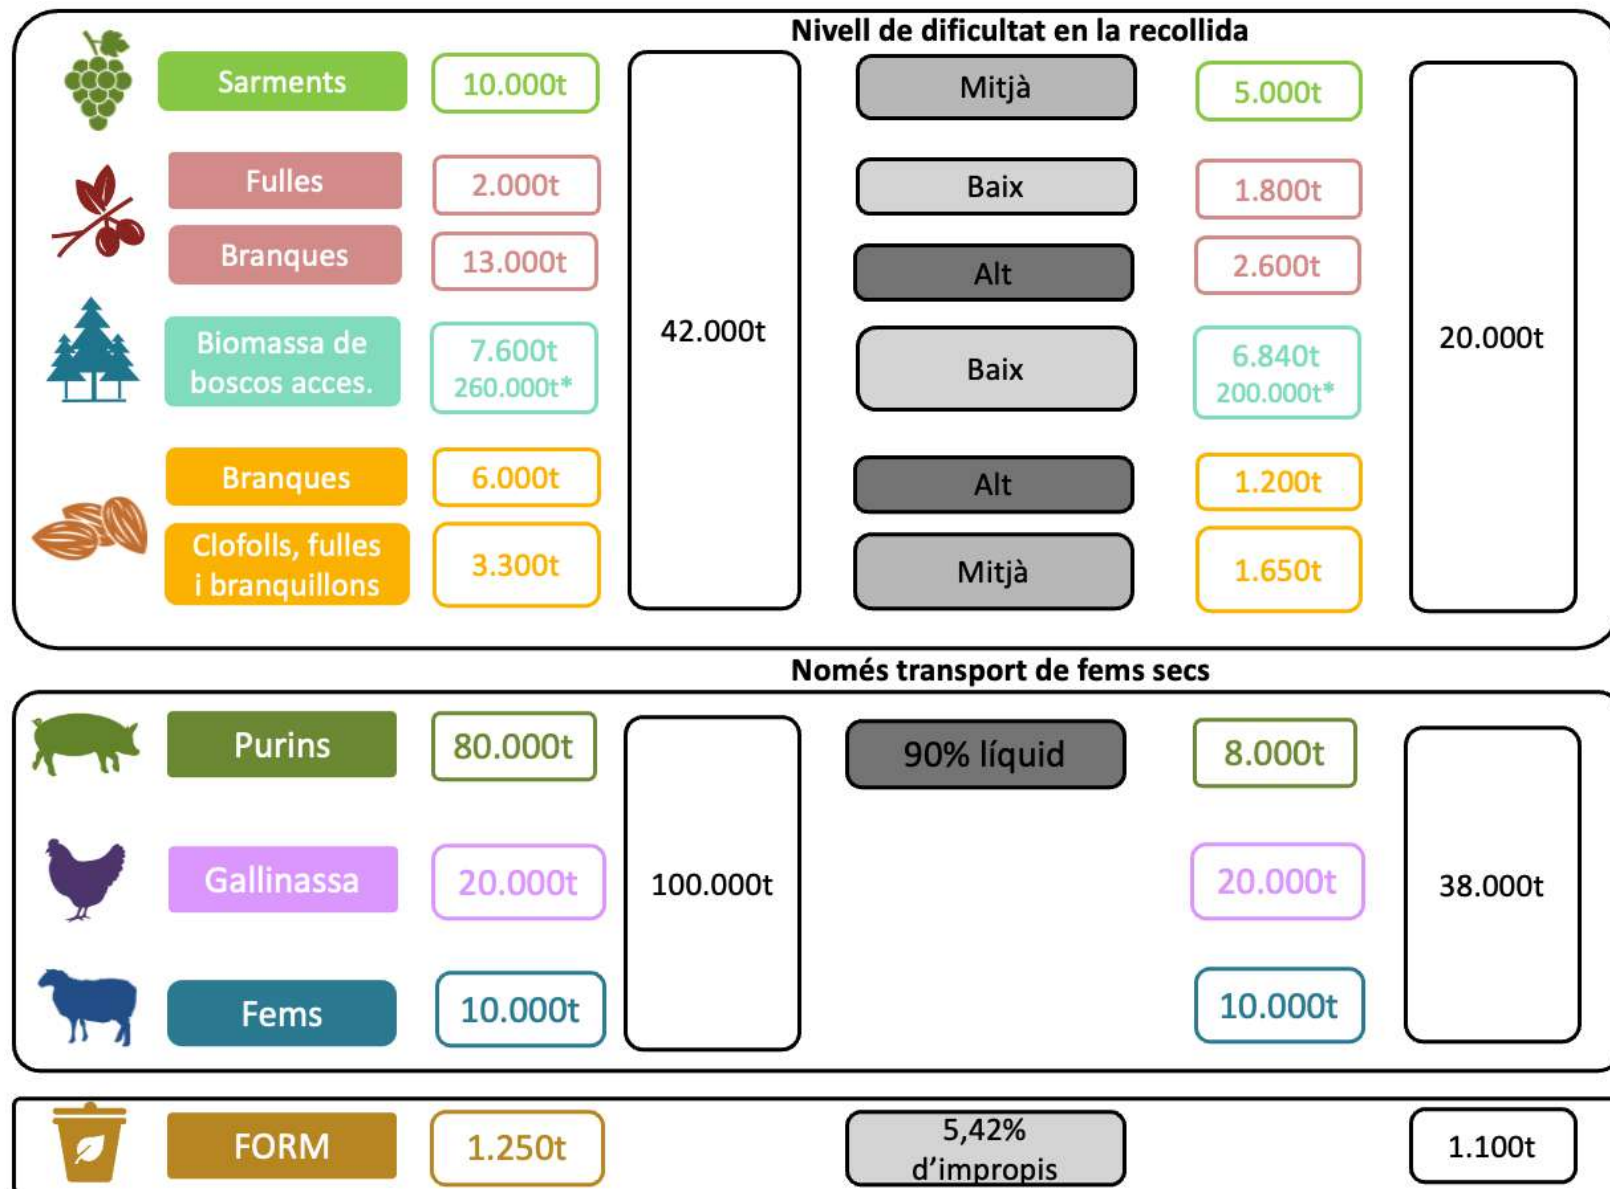 Nivell de dificultat en la recollida
Sarments
10.000t
Mitjà
5.000t
Fulles
2.000t
Baix
1.800t
Branques
13.000t
Alt
2.600t
42.000t
20.000t
Biomassa de
boscos acces.
7.600t
260.000t*
Baix
6.840t
200.000t*
Branques
6.000t
Alt
1.200t
Clofolls, fulles
i branquillons
3.300t
Mitjà
1.650t
Només transport de fems secs
Purins
80.000t
90% líquid
8.000t
Gallinassa
20.000t
100.000t
20.000t
38.000t
Fems
10.000t
10.000t
FORM
1.250t
5,42%
d'impropis
1.100t